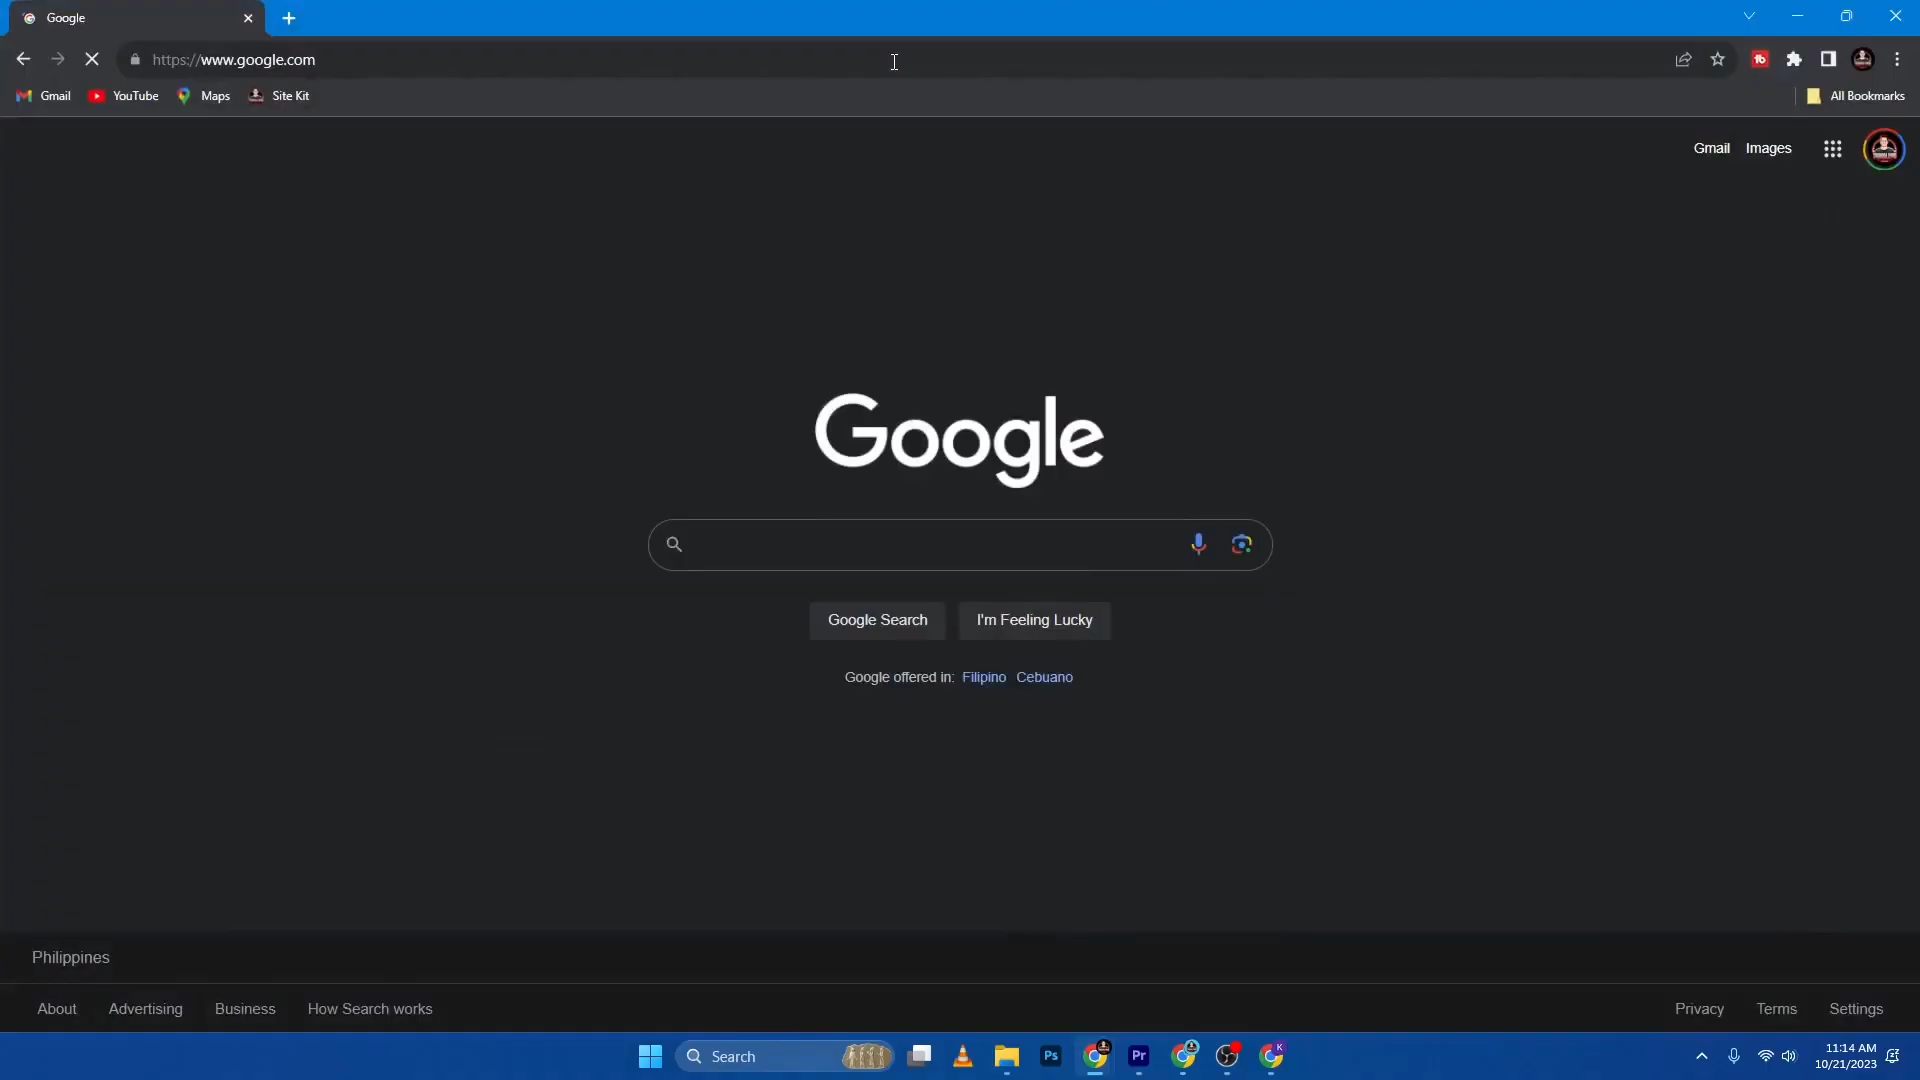 Google
https://www.google.com
Gmail YouTube Maps Site Kit All Bookmarks
Gmail Images
Google
Google Search I'm Feeling Lucky
Google offered in: Filipino Cebuano
Philippines
About Advertising Business How Search works Privacy Terms Settings
Search Ps Pr K 11:14 AM
10/21/2023